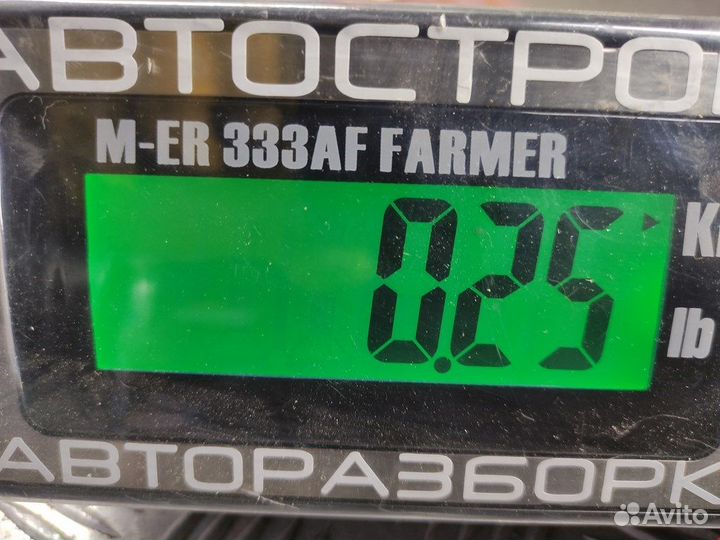 АВТОСТРО
M-ER 333AF FARMER
0.25
lb
АВТОРАЗБОРК
Avito